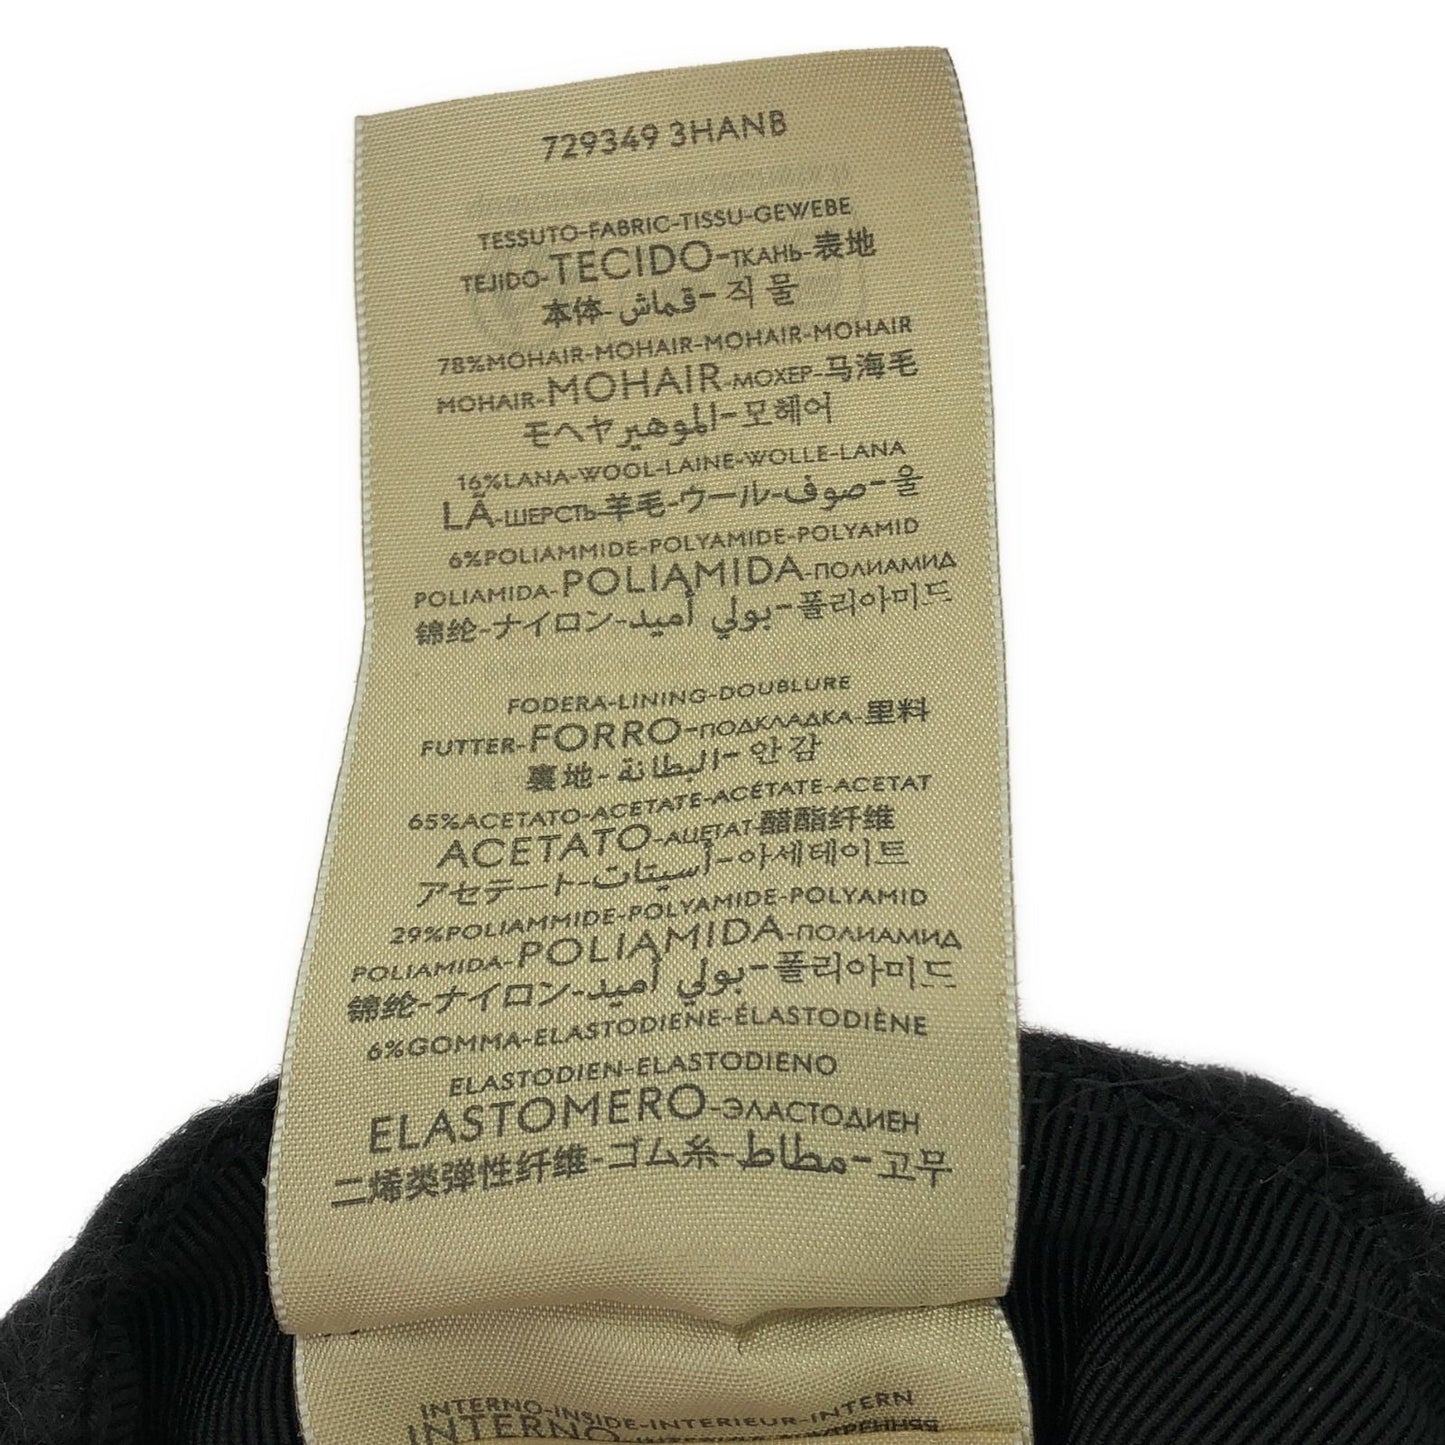 729349 3HANB
TESSUTO-FABRIC-TISSU-GEWEBE
TEJIDO-TECIDO-ТКАНЬ-表地
本体-قماش-직물
78%MOHAIR-MOHAIR-MOHAIR-MOHAIR
MOHAIR-MOHAIR-МОХЕР-马海毛
モヘヤ-الموهير-모헤어
16%LANA-WOOL-LAINE-WOLLE-LANA
LÃ-ШЕРСТЬ-羊毛-ウール-صوف-울
6%POLIAMMIDE-POLYAMIDE-POLYAMID
POLIAMIDA-POLIAMIDA-ПОЛИАМИД
锦纶-ナイロン-بولي أميد-폴리아미드
FODERA-LINING-DOUBLURE
FUTTER-FORRO-ПОДКЛАДКА-里料
裏地-البطانة-안감
65%ACETATO-ACETATE-ACÉTATE-ACETAT
ACETATO-АЦЕТАТ-醋酯纤维
アセテート-أسيتات-아세테이트
29%POLIAMMIDE-POLYAMIDE-POLYAMID
POLIAMIDA-POLIAMIDA-ПОЛИАМИД
锦纶-ナイロン-بولي أميد-폴리아미드
6%GOMMA-ELASTODIENE-ÉLASTODIÈNE
ELASTODIEN-ELASTODIENO
ELASTOMERO-ЭЛАСТОДИЕН
二烯类弹性纤维-ゴム糸-مطاط-고무
INTERNO-INSIDE-INTERIEUR-INTERN
INTERNO